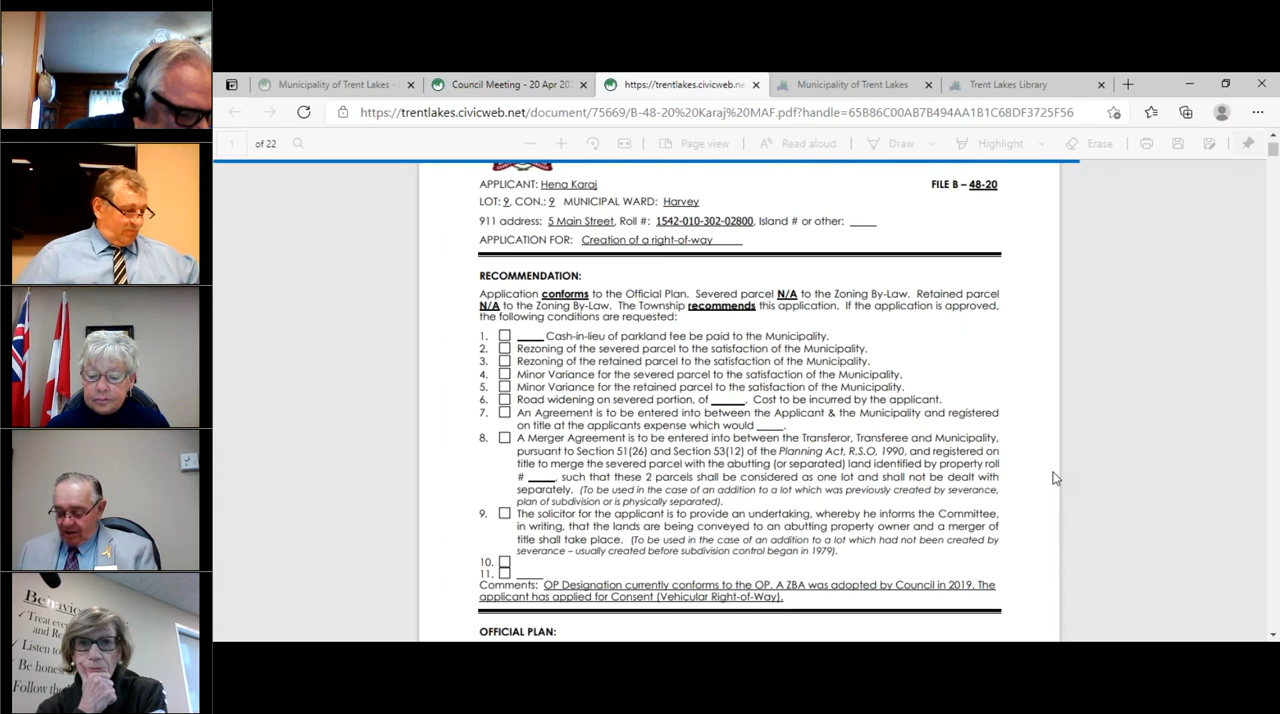 Municipality of Trent Lakes -
Council Meeting - 20 Apr 202
https://trentlakes.civicweb.ne
Municipality of Trent Lakes
Trent Lakes Library
https://trentlakes.civicweb.net/document/75669/B-48-20%20Karaj%20MAF.pdf?handle=65B86C00AB7B494AA1B1C68DF3725F56
1 of 22
Page view
Read aloud
Draw
Highlight
Erase
APPLICANT: Hena Karaj
FILE B – 48-20
LOT: 9, CON.: 9 MUNICIPAL WARD: Harvey
911 address: 5 Main Street, Roll #: 1542-010-302-02800, Island # or other: ____
APPLICATION FOR: Creation of a right-of-way
RECOMMENDATION:
Application conforms to the Official Plan. Severed parcel N/A to the Zoning By-Law. Retained parcel
N/A to the Zoning By-Law. The Township recommends this application. If the application is approved,
the following conditions are requested:
1. ____ Cash-in-lieu of parkland fee be paid to the Municipality.
2. Rezoning of the severed parcel to the satisfaction of the Municipality.
3. Rezoning of the retained parcel to the satisfaction of the Municipality.
4. Minor Variance for the severed parcel to the satisfaction of the Municipality.
5. Minor Variance for the retained parcel to the satisfaction of the Municipality.
6. Road widening on severed portion, of _____. Cost to be incurred by the applicant.
7. An Agreement is to be entered into between the Applicant & the Municipality and registered
on title at the applicants expense which would ____.
8. A Merger Agreement is to be entered into between the Transferor, Transferee and Municipality,
pursuant to Section 51(26) and Section 53(12) of the Planning Act, R.S.O, 1990, and registered on
title to merge the severed parcel with the abutting (or separated) land identified by property roll
# ____, such that these 2 parcels shall be considered as one lot and shall not be dealt with
separately. (To be used in the case of an addition to a lot which was previously created by severance,
plan of subdivision or is physically separated).
9. The solicitor for the applicant is to provide an undertaking, whereby he informs the Committee,
in writing, that the lands are being conveyed to an abutting property owner and a merger of
title shall take place. (To be used in the case of an addition to a lot which had not been created by
severance – usually created before subdivision control began in 1979).
10.
11. ____
Comments: OP Designation currently conforms to the OP. A ZBA was adopted by Council in 2019. The
applicant has applied for Consent (Vehicular Right-of-Way).
OFFICIAL PLAN:
Behavio
Treat eve
and Re
Listen to
Be hones
Follow the